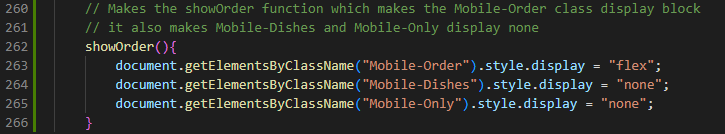 260 // Makes the showOrder function which makes the Mobile-Order class display block
261 // it also makes Mobile-Dishes and Mobile-Only display none
262 showOrder(){
263 document.getElementsByClassName("Mobile-Order").style.display = "flex";
264 document.getElementsByClassName("Mobile-Dishes").style.display = "none";
265 document.getElementsByClassName("Mobile-Only").style.display = "none";
266 }